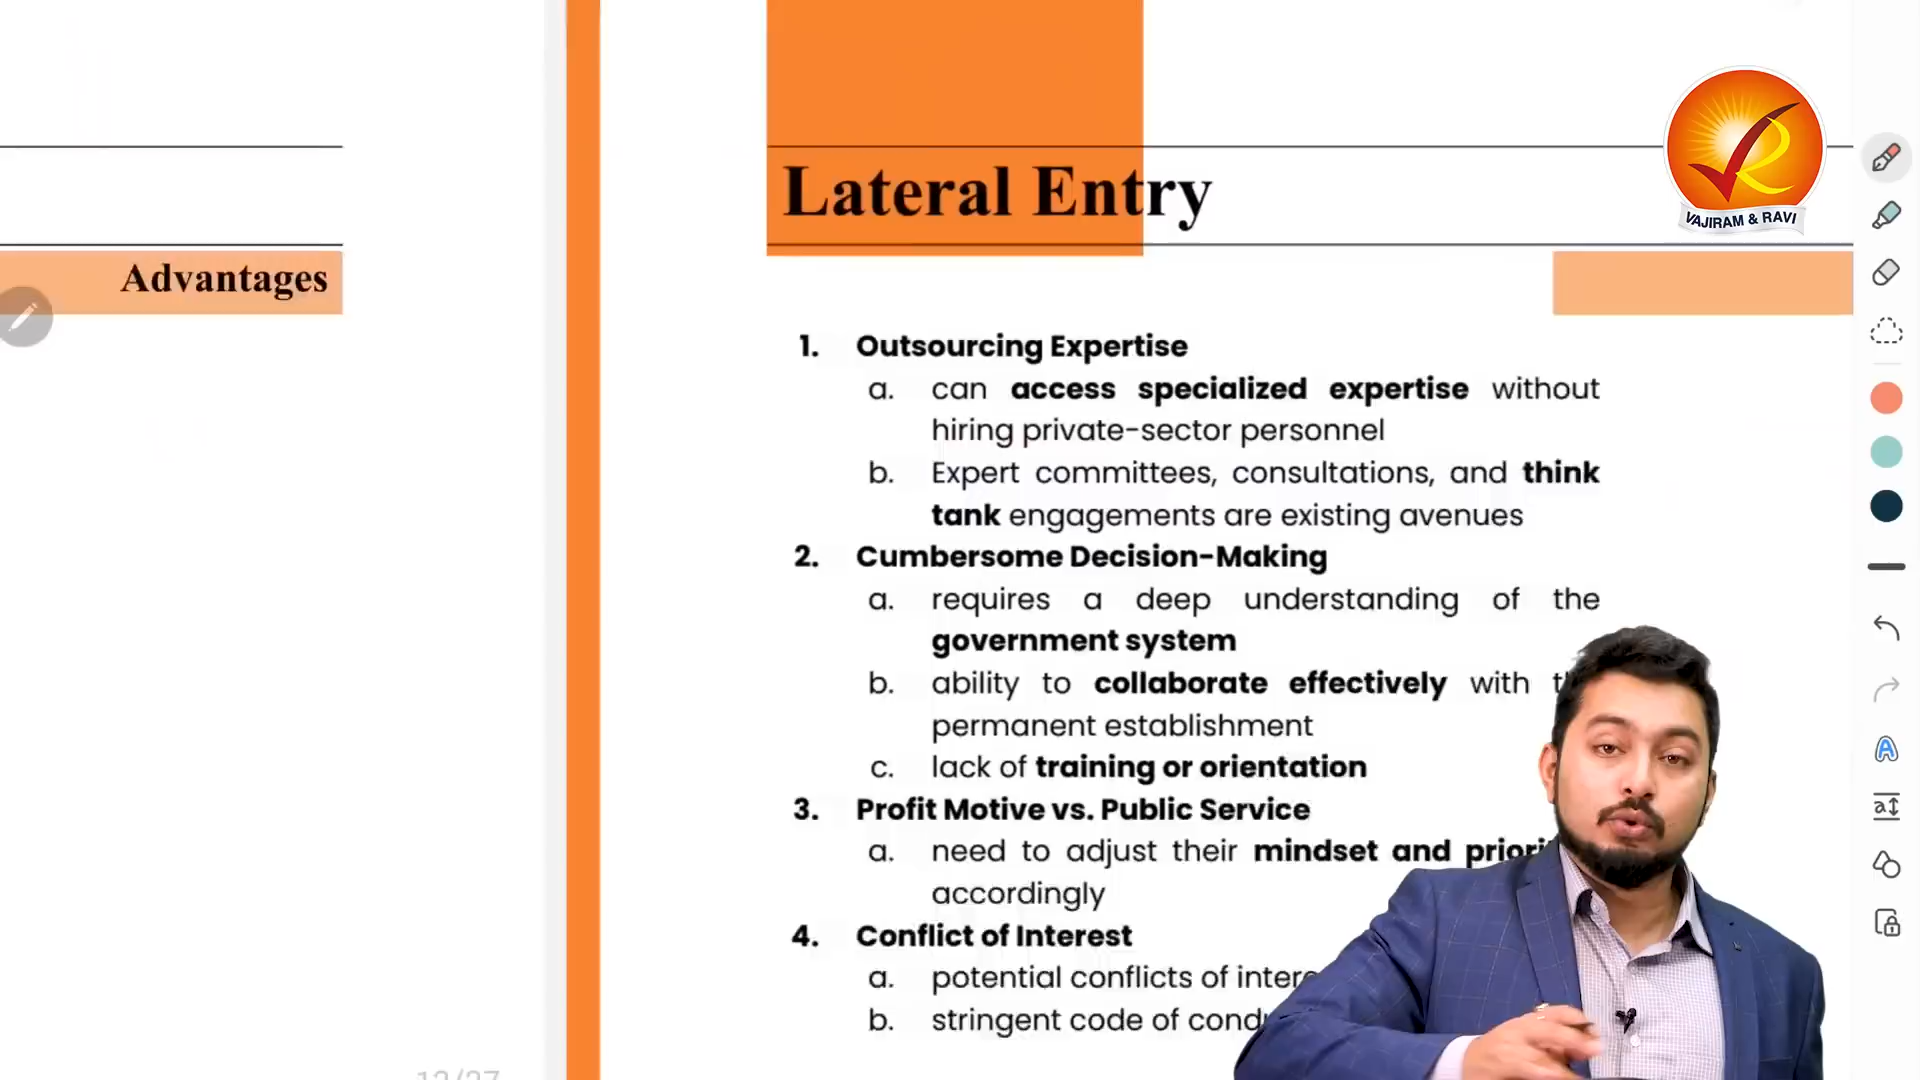 Advantages
Lateral Entry
VAJIRAM & RAVI
1. Outsourcing Expertise
a. can access specialized expertise without
hiring private-sector personnel
b. Expert committees, consultations, and think
tank engagements are existing avenues
2. Cumbersome Decision-Making
a. requires a deep understanding of the
government system
b. ability to collaborate effectively with
permanent establishment
c. lack of training or orientation
3. Profit Motive vs. Public Service
a. need to adjust their mindset and
accordingly
4. Conflict of Interest
a. potential conflicts of
b. stringent code of